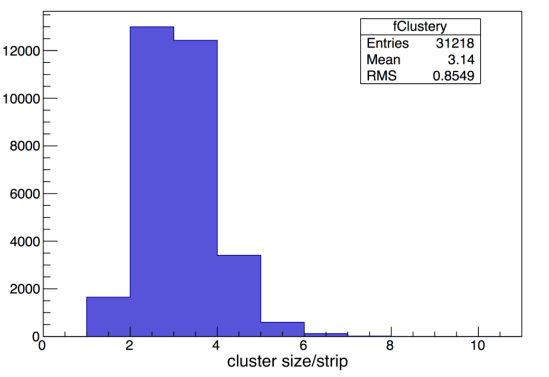 fClustery
Entries 31218
Mean 3.14
RMS 0.8549
12000
10000
8000
6000
4000
2000
0
0 2 4 6 8 10
cluster size/strip